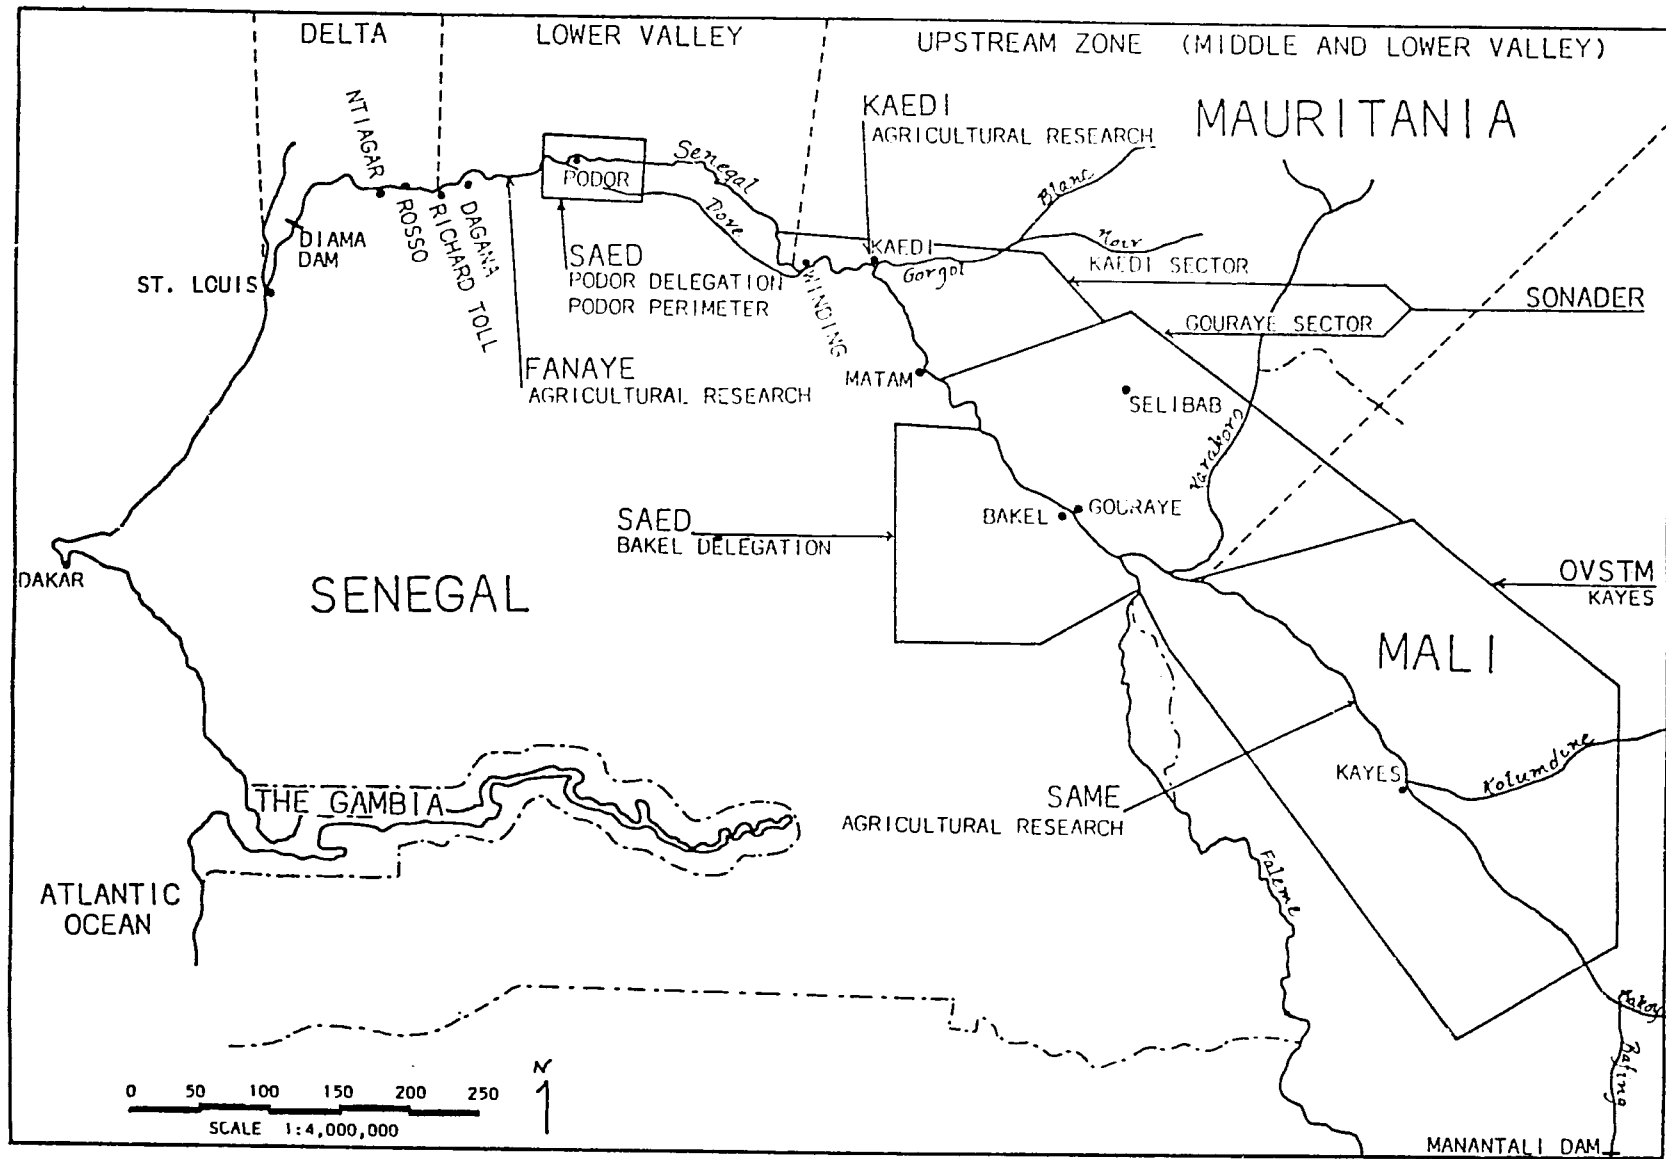 DELTA
LOWER VALLEY
UPSTREAM ZONE (MIDDLE AND LOWER VALLEY)
NTIAGAR
KAEDI
AGRICULTURAL RESEARCH
MAURITANIA
Senegal
PODOR
Blanc
Dove
ROSSO
RICHARD TOLL
DAGANA
DIAMA
DAM
SAED
PODOR DELEGATION
PODOR PERIMETER
WINDING
KAEDI
Gorgol
Noir
KAEDI SECTOR
ST. LOUIS
SONADER
GOURAYE SECTOR
FANAYE
AGRICULTURAL RESEARCH
MATAM
SELIBAB
Karakoro
SAED
BAKEL DELEGATION
BAKEL
GOURAYE
DAKAR
SENEGAL
OVSTM
KAYES
MALI
KAYES
Kolumdine
THE GAMBIA
SAME
AGRICULTURAL RESEARCH
Faleme
ATLANTIC
OCEAN
Bakoy
Bafing
N
0 50 100 150 200 250
SCALE 1:4,000,000
MANANTALI DAM